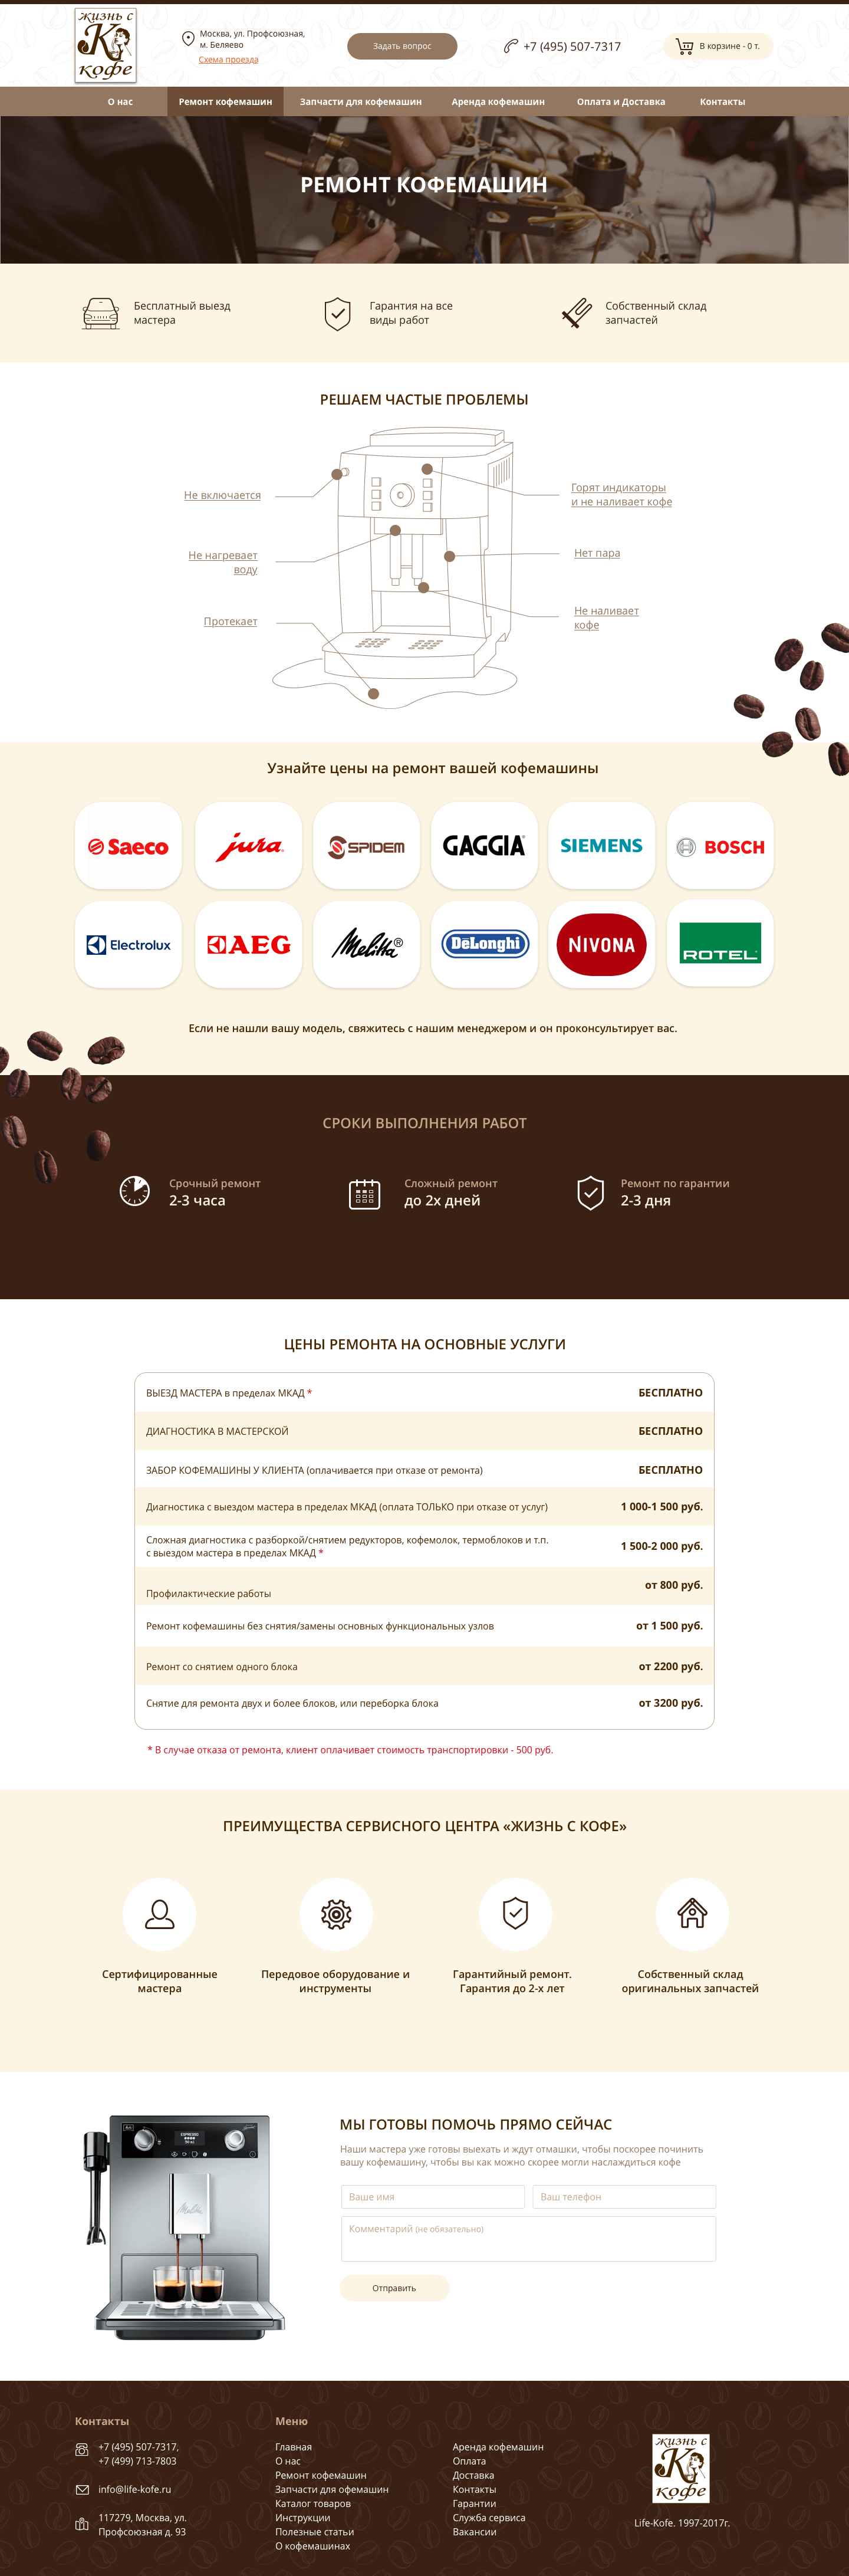 жизнь с
К
кофе
Москва, ул. Профсоюзная,
м. Беляево
Схема проезда
Задать вопрос
+7 (495) 507-7317
В корзине - 0 т.
О нас
Ремонт кофемашин
Запчасти для кофемашин
Аренда кофемашин
Оплата и Доставка
Контакты
РЕМОНТ КОФЕМАШИН
Бесплатный выезд
мастера
Гарантия на все
виды работ
Собственный склад
запчастей
РЕШАЕМ ЧАСТЫЕ ПРОБЛЕМЫ
Не включается
Горят индикаторы
и не наливает кофе
Не нагревает
воду
Нет пара
Протекает
Не наливает
кофе
Узнайте цены на ремонт вашей кофемашины
Saeco
jura
SPIDEM
GAGGIA
SIEMENS
BOSCH
Electrolux
AEG
Melitta®
DeLonghi
NIVONA
ROTEL
Если не нашли вашу модель, свяжитесь с нашим менеджером и он проконсультирует вас.
СРОКИ ВЫПОЛНЕНИЯ РАБОТ
Срочный ремонт
2-3 часа
Сложный ремонт
до 2х дней
Ремонт по гарантии
2-3 дня
ЦЕНЫ РЕМОНТА НА ОСНОВНЫЕ УСЛУГИ
ВЫЕЗД МАСТЕРА в пределах МКАД * БЕСПЛАТНО
ДИАГНОСТИКА В МАСТЕРСКОЙ БЕСПЛАТНО
ЗАБОР КОФЕМАШИНЫ У КЛИЕНТА (оплачивается при отказе от ремонта) БЕСПЛАТНО
Диагностика с выездом мастера в пределах МКАД (оплата ТОЛЬКО при отказе от услуг) 1 000-1 500 руб.
Сложная диагностика с разборкой/снятием редукторов, кофемолок, термоблоков и т.п.
с выездом мастера в пределах МКАД *
1 500-2 000 руб.
Профилактические работы от 800 руб.
Ремонт кофемашины без снятия/замены основных функциональных узлов от 1 500 руб.
Ремонт со снятием одного блока от 2200 руб.
Снятие для ремонта двух и более блоков, или переборка блока от 3200 руб.
* В случае отказа от ремонта, клиент оплачивает стоимость транспортировки - 500 руб.
ПРЕИМУЩЕСТВА СЕРВИСНОГО ЦЕНТРА «ЖИЗНЬ С КОФЕ»
Сертифицированные
мастера
Передовое оборудование и
инструменты
Гарантийный ремонт.
Гарантия до 2-х лет
Собственный склад
оригинальных запчастей
МЫ ГОТОВЫ ПОМОЧЬ ПРЯМО СЕЙЧАС
Наши мастера уже готовы выехать и ждут отмашки, чтобы поскорее починить
вашу кофемашину, чтобы вы как можно скорее могли наслаждиться кофе
Ваше имя
Ваш телефон
Комментарий (не обязательно)
Отправить
ESPRESSO
Melitta
Контакты
+7 (495) 507-7317,
+7 (499) 713-7803
info@life-kofe.ru
117279, Москва, ул.
Профсоюзная д. 93
Меню
Главная
О нас
Ремонт кофемашин
Запчасти для офемашин
Каталог товаров
Инструкции
Полезные статьи
О кофемашинах
Аренда кофемашин
Оплата
Доставка
Контакты
Гарантии
Служба сервиса
Вакансии
жизнь с
К
кофе
Life-Kofe. 1997-2017г.